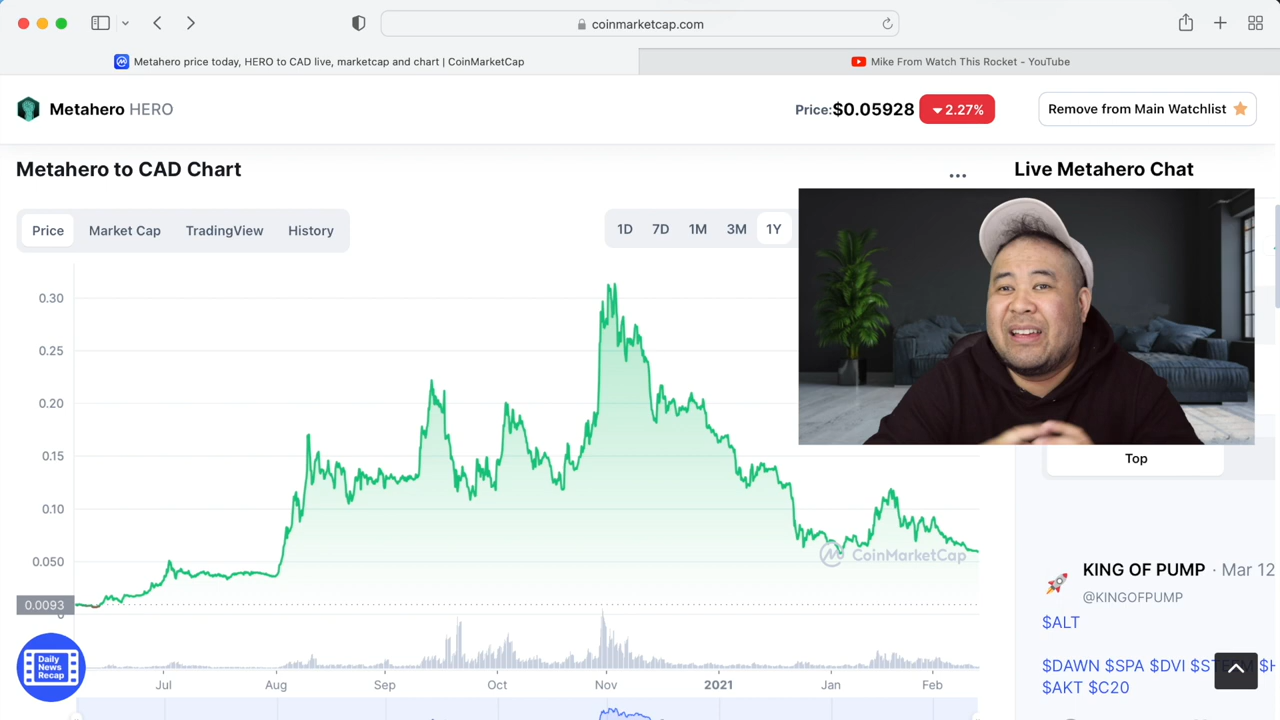 coinmarketcap.com
Metahero price today, HERO to CAD live, marketcap and chart | CoinMarketCap
Mike From Watch This Rocket - YouTube
Metahero HERO
Price:$0.05928
2.27%
Remove from Main Watchlist
Metahero to CAD Chart
...
Live Metahero Chat
Price Market Cap TradingView History
1D 7D 1M 3M 1Y
0.30
0.25
0.20
0.15
0.10
0.050
0.0093
0
CoinMarketCap
Jul Aug Sep Oct Nov 2021 Jan Feb
Daily
News
Recap
Top
KING OF PUMP · Mar 12
@KINGOFPUMP
$ALT
$DAWN $SPA $DVI
$AKT $C20